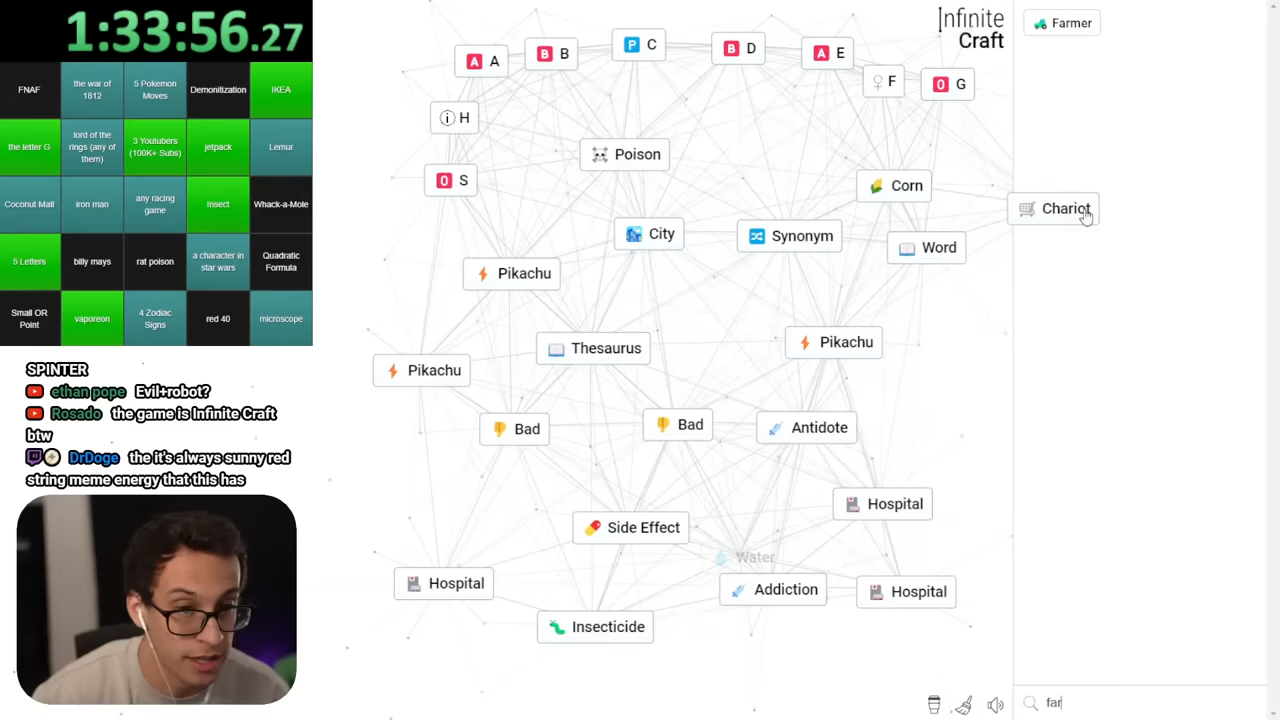 1:33:56.27
FNAF
the war of
1812
5 Pokemon
Moves
Demonitization
IKEA
the letter G
lord of the
rings (any of
them)
3 Youtubers
(100K+ Subs)
jetpack
Lemur
Coconut Mall
iron man
any racing
game
Insect
Whack-a-Mole
5 Letters
billy mays
rat poison
a character in
star wars
Quadratic
Formula
Small OR
Point
vaporeon
4 Zodiac
Signs
red 40
microscope
SPINTER
ethan pope Evil+robot?
Rosado the game is Infinite Craft
btw
DrDoge the it's always sunny red
string meme energy that this has
Infinite
Craft
A A
B B
P C
B D
A E
♀ F
O G
H
O S
Poison
Corn
Chariot
City
Synonym
Word
Pikachu
Thesaurus
Pikachu
Pikachu
Bad
Bad
Antidote
Hospital
Side Effect
Water
Hospital
Addiction
Hospital
Insecticide
Farmer
far